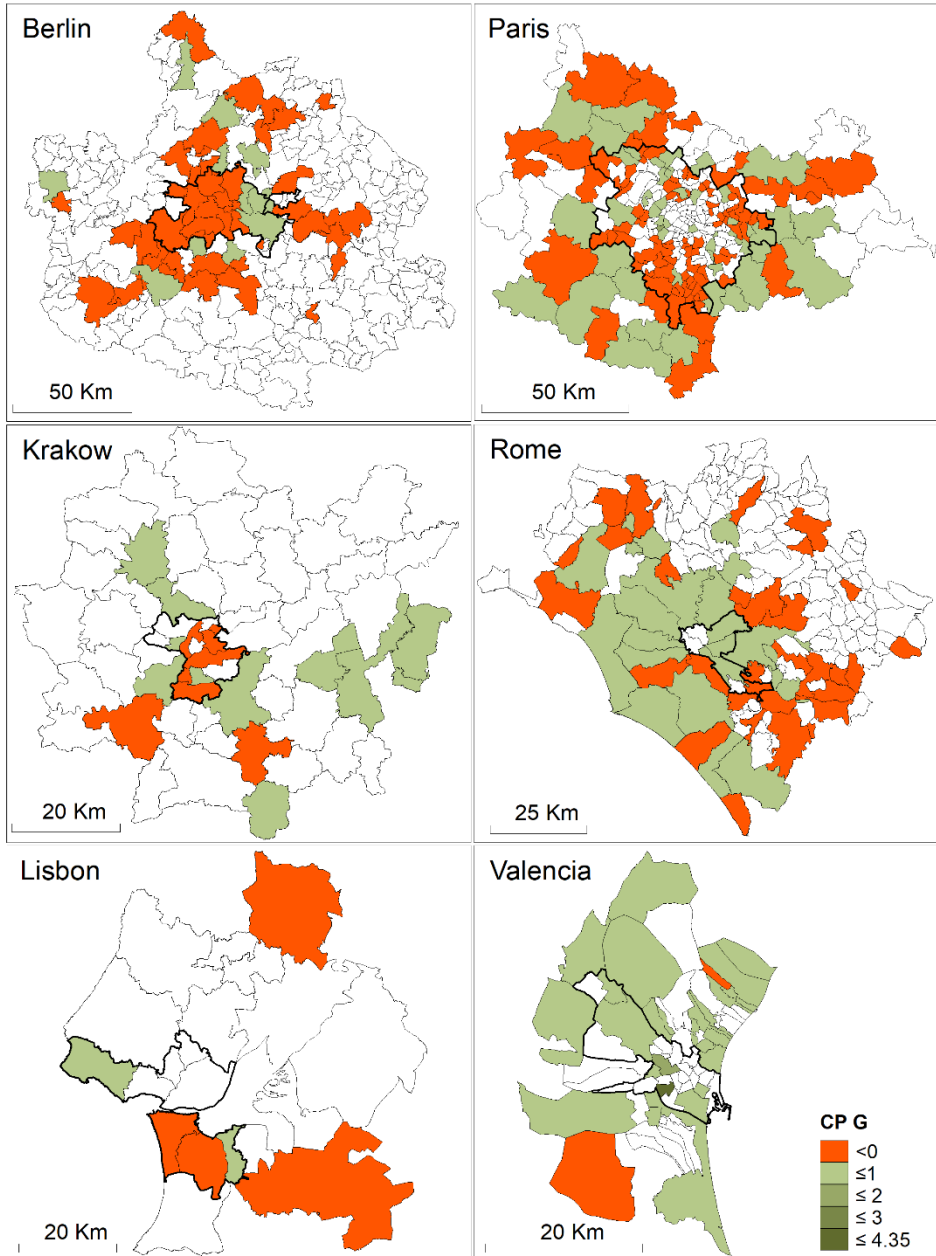 Berlin
50 Km
Paris
50 Km
Krakow
20 Km
Rome
25 Km
Lisbon
20 Km
Valencia
20 Km
CP G
<0
≤1
≤ 2
≤ 3
≤ 4.35